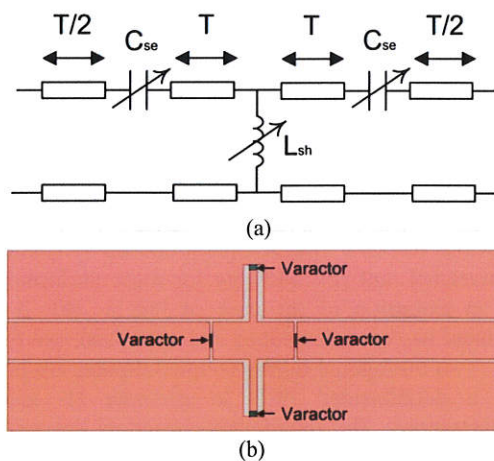 T/2 T T T/2
Cse Cse
Lsh
(a)
Varactor
Varactor Varactor
Varactor
(b)